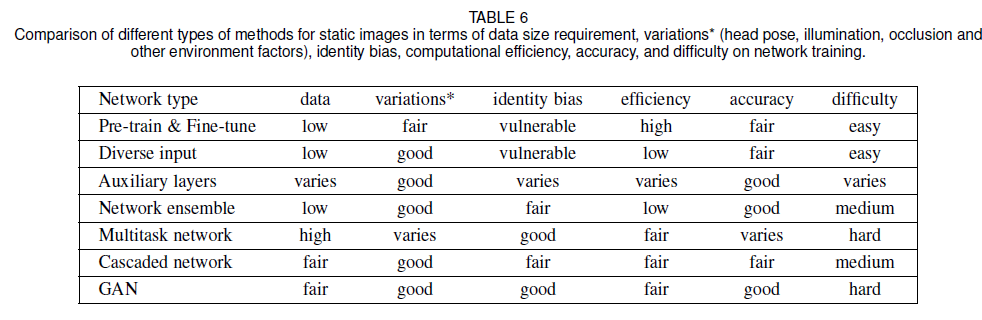 TABLE 6
Comparison of different types of methods for static images in terms of data size requirement, variations* (head pose, illumination, occlusion and
other environment factors), identity bias, computational efficiency, accuracy, and difficulty on network training.
Network type data variations* identity bias efficiency accuracy difficulty
Pre-train & Fine-tune low fair vulnerable high fair easy
Diverse input low good vulnerable low fair easy
Auxiliary layers varies good varies varies good varies
Network ensemble low good fair low good medium
Multitask network high varies good fair varies hard
Cascaded network fair good fair fair fair medium
GAN fair good good fair good hard